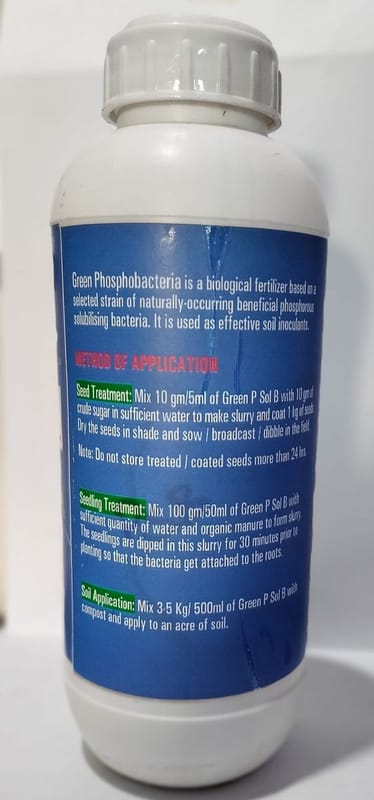 Green Phosphobacteria is a biological fertilizer based on a
selected strain of naturally-occurring beneficial phosphorous
solubilising bacteria. It is used as effective soil inoculants.
METHOD OF APPLICATION
Seed Treatment: Mix 10 gm/5ml of Green P Sol B with 10 gm of
crude sugar in sufficient water to make slurry and coat 1 kg of seeds.
Dry the seeds in shade and sow / broadcast / dibble in the field.
Note: Do not store treated / coated seeds more than 24 hrs.
Seedling Treatment: Mix 100 gm/50ml of Green P Sol B with
sufficient quantity of water and organic manure to form slurry.
The seedlings are dipped in this slurry for 30 minutes prior to
planting so that the bacteria get attached to the roots.
Soil Application: Mix 3-5 Kg/ 500ml of Green P Sol B with
compost and apply to an acre of soil.